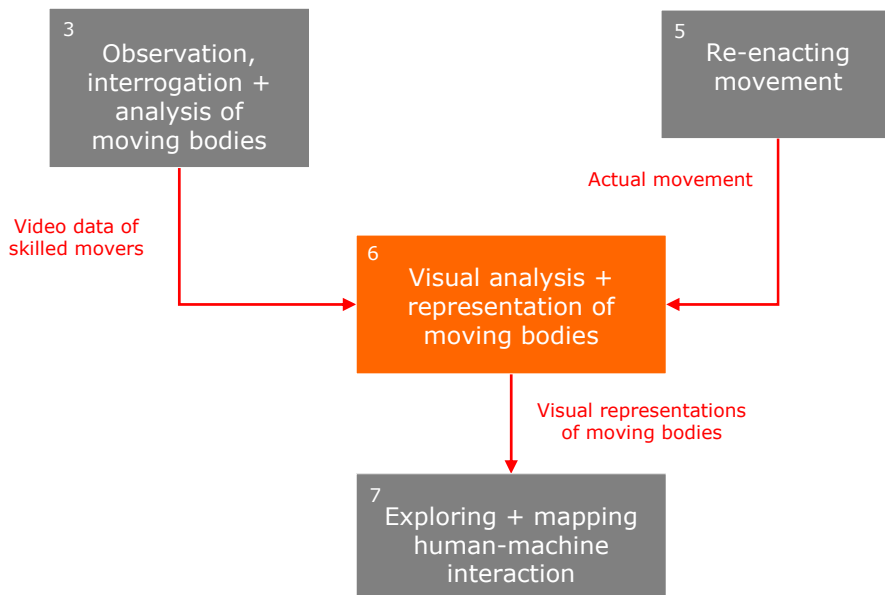 3
Observation,
interrogation +
analysis of
moving bodies
5
Re-enacting
movement
Actual movement
Video data of
skilled movers
6
Visual analysis +
representation of
moving bodies
Visual representations
of moving bodies
7
Exploring + mapping
human-machine
interaction